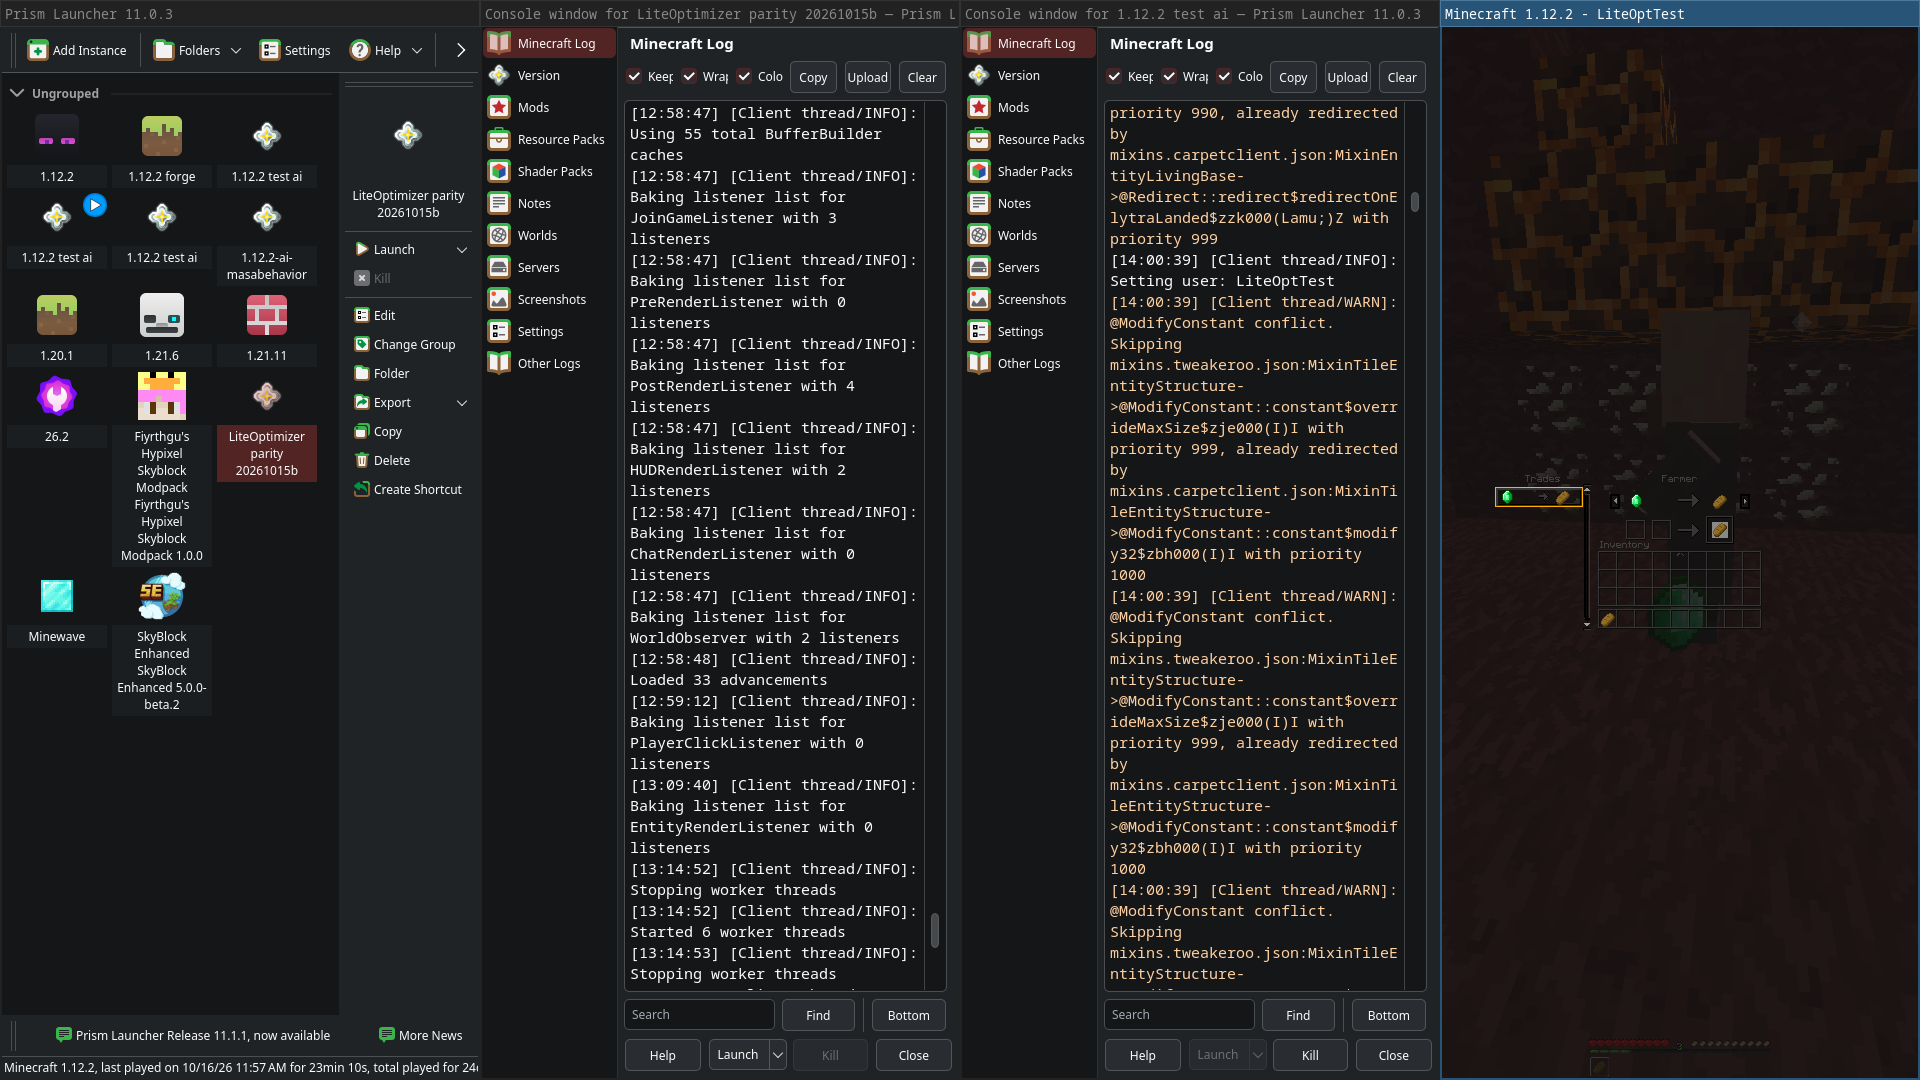 Prism Launcher 11.0.3
Add Instance
Folders
Settings
Help
Ungrouped
1.12.2
1.12.2 forge
1.12.2 test ai
1.12.2 test ai
1.12.2 test ai
1.12.2-ai-
masabehavior
1.20.1
1.21.6
1.21.11
26.2
Fiyrthgu's
Hypixel
Skyblock
Modpack
Fiyrthgu's
Hypixel
Skyblock
Modpack 1.0.0
LiteOptimizer
parity
20261015b
Minewave
SkyBlock
Enhanced
SkyBlock
Enhanced 5.0.0-
beta.2
LiteOptimizer parity
20261015b
Launch
Kill
Edit
Change Group
Folder
Export
Copy
Delete
Create Shortcut
Prism Launcher Release 11.1.1, now available
More News
Minecraft 1.12.2, last played on 10/16/26 11:57 AM for 23min 10s, total played for 24
Console window for LiteOptimizer parity 20261015b — Prism L
Minecraft Log
Version
Mods
Resource Packs
Shader Packs
Notes
Worlds
Servers
Screenshots
Settings
Other Logs
Minecraft Log
Keep
Wrap
Colo
Copy
Upload
Clear
[12:58:47] [Client thread/INFO]:
Using 55 total BufferBuilder
caches
[12:58:47] [Client thread/INFO]:
Baking listener list for
JoinGameListener with 3
listeners
[12:58:47] [Client thread/INFO]:
Baking listener list for
PreRenderListener with 0
listeners
[12:58:47] [Client thread/INFO]:
Baking listener list for
PostRenderListener with 4
listeners
[12:58:47] [Client thread/INFO]:
Baking listener list for
HUDRenderListener with 2
listeners
[12:58:47] [Client thread/INFO]:
Baking listener list for
ChatRenderListener with 0
listeners
[12:58:47] [Client thread/INFO]:
Baking listener list for
WorldObserver with 2 listeners
[12:58:48] [Client thread/INFO]:
Loaded 33 advancements
[12:59:12] [Client thread/INFO]:
Baking listener list for
PlayerClickListener with 0
listeners
[13:09:40] [Client thread/INFO]:
Baking listener list for
EntityRenderListener with 0
listeners
[13:14:52] [Client thread/INFO]:
Stopping worker threads
[13:14:52] [Client thread/INFO]:
Started 6 worker threads
[13:14:53] [Client thread/INFO]:
Stopping worker threads
Search
Find
Bottom
Help
Launch
Kill
Close
Console window for 1.12.2 test ai — Prism Launcher 11.0.3
Minecraft Log
Version
Mods
Resource Packs
Shader Packs
Notes
Worlds
Servers
Screenshots
Settings
Other Logs
Minecraft Log
Keep
Wrap
Colo
Copy
Upload
Clear
priority 990, already redirected
by
mixins.carpetclient.json:MixinEn
tityLivingBase-
>@Redirect::redirect$redirectOnE
lytraLanded$zzk000(Lamu;)Z with
priority 999
[14:00:39] [Client thread/INFO]:
Setting user: LiteOptTest
[14:00:39] [Client thread/WARN]:
@ModifyConstant conflict.
Skipping
mixins.tweakeroo.json:MixinTileE
ntityStructure-
>@ModifyConstant::constant$overr
ideMaxSize$zje000(I)I with
priority 999, already redirected
by
mixins.carpetclient.json:MixinTi
leEntityStructure-
>@ModifyConstant::constant$modif
y32$zbh000(I)I with priority
1000
[14:00:39] [Client thread/WARN]:
@ModifyConstant conflict.
Skipping
mixins.tweakeroo.json:MixinTileE
ntityStructure-
>@ModifyConstant::constant$overr
ideMaxSize$zje000(I)I with
priority 999, already redirected
by
mixins.carpetclient.json:MixinTi
leEntityStructure-
>@ModifyConstant::constant$modif
y32$zbh000(I)I with priority
1000
[14:00:39] [Client thread/WARN]:
@ModifyConstant conflict.
Skipping
mixins.tweakeroo.json:MixinTileE
ntityStructure-
Search
Find
Bottom
Help
Launch
Kill
Close
Minecraft 1.12.2 - LiteOptTest
Trades
Farmer
Inventory
3